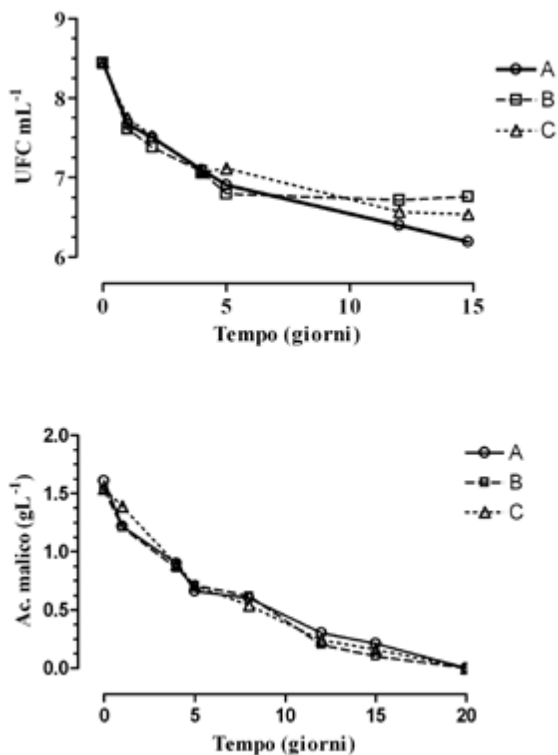 9
8
7
6
UFC mL-1
A
B
C
0 5 10 15
Tempo (giorni)
2.0
1.5
1.0
0.5
0.0
Ac. malico (gL-1)
A
B
C
0 5 10 15 20
Tempo (giorni)